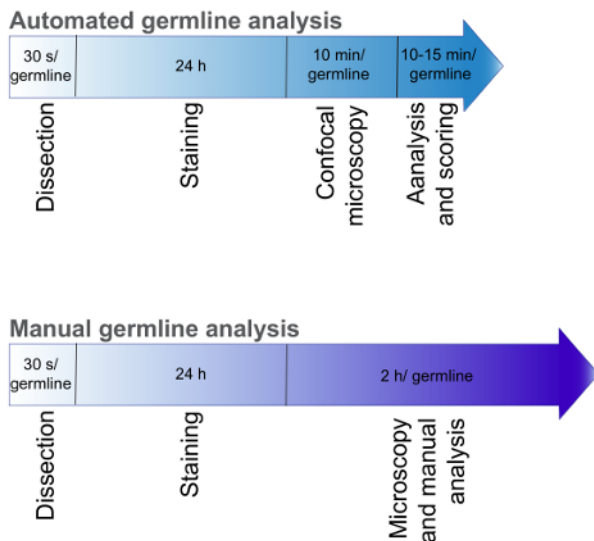 Automated germline analysis
30 s/
germline
24 h
10 min/
germline
10-15 min/
germline
Dissection
Staining
Confocal
microscopy
Aanalysis
and scoring
Manual germline analysis
30 s/
germline
24 h
2 h/ germline
Dissection
Staining
Microscopy
and manual
analysis